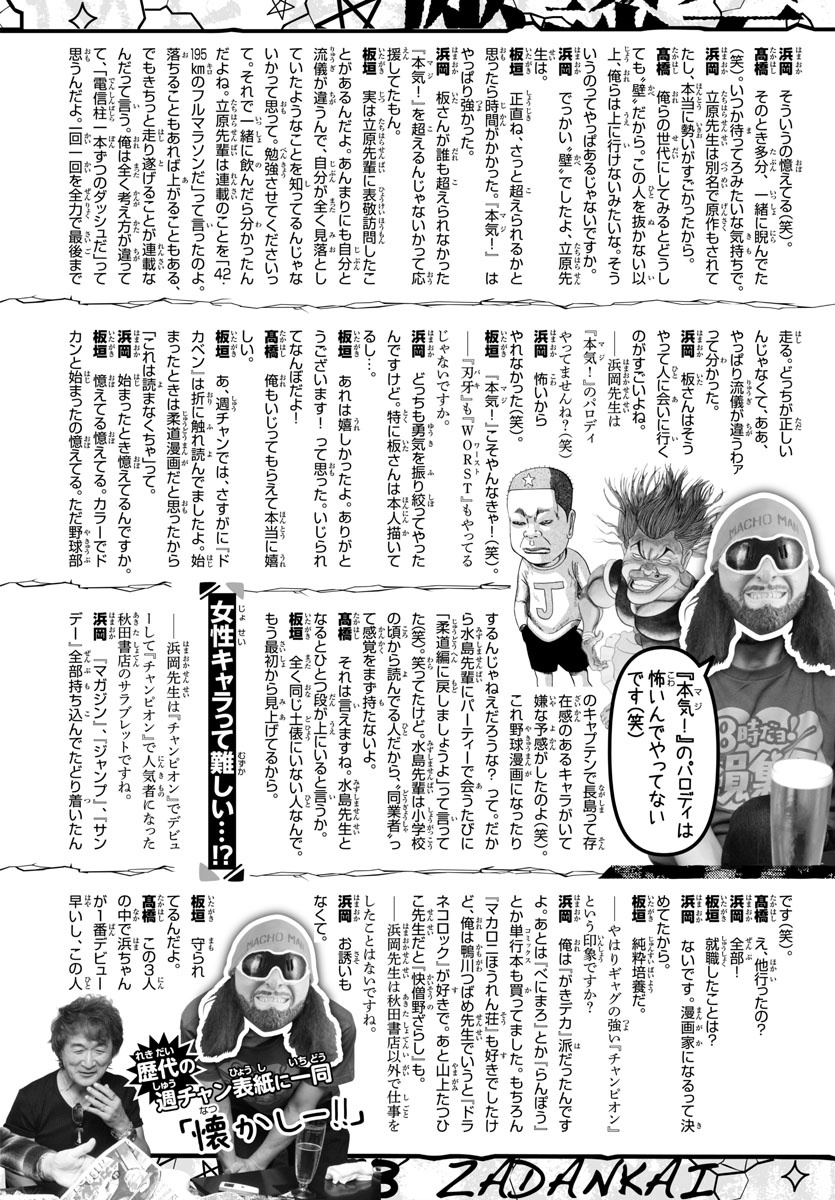 浜岡　そういうの憶えてる(笑)。
髙橋　そのとき多分、一緒に睨んでた
(笑)。いつか待ってろみたいな気持ちで。
浜岡　立原先生は別名で原作もされて
たし、本当に勢いがすごかったから。
髙橋　俺らの世代にしてみるとどうし
ても〝壁〟だから。この人を抜かない以
上、俺らは上に行けないみたいな。そう
いうのってやっぱあるじゃないですか。
浜岡　でっかい〝壁〟でしたよ、立原先
生は。
板垣　正直ね、さっと超えられるかと
思ったら時間がかかった。『本気！』は
やっぱり強かった。
浜岡　板さんが誰も超えられなかった
『本気！』を超えるんじゃないかって応
援してたもん。
板垣　実は立原先輩に表敬訪問したこ
とがあるんだよ。あんまりにも自分と
流儀が違うんで、自分が全く見落とし
ていたようなことを知ってるんじゃな
いかって思って。勉強させてくださいっ
て。それで一緒に飲んだら分かったん
だよね。立原先輩は連載のことを「42・
195kmのフルマラソンだ」って言ったのよ。
落ちることもあれば上がることもある、
でもきちっと走り遂げることが連載な
んだって言う。俺は全く考え方が違って
て、「電信柱一本ずつのダッシュだ」って
思うんだよ。一回一回を全力で最後まで
走る。どっちが正しい
んじゃなくて、ああ、
やっぱり流儀が違うわァ
って分かった。
浜岡　板さんはそう
やって人に会いに行く
のがすごいよね。
――浜岡先生は
『本気！』のパロディ
やってませんね？(笑)
浜岡　怖いから
やれなかった(笑)。
板垣　『本気！』こそやんなきゃ！(笑)。
――『刃牙』も『WORST』もやってる
じゃないですか。
浜岡　どっちも勇気を振り絞ってやった
んですけど。特に板さんは本人描いて
るし…。
板垣　あれは嬉しかったよ。ありがと
うございます！って思った。いじられ
てなんぼだよ！
髙橋　俺もいじってもらえて本当に嬉
しい。
板垣　あ、週チャンでは、さすがに『ド
カベン』は折に触れ読んでましたよ。始
まったときは柔道漫画だと思ったから
「これは読まなくちゃ」って。
浜岡　始まったとき憶えてるんですか。
板垣　憶えてる憶えてる。カラーでド
カンと始まったの憶えてる。ただ野球部
MACHO MAN
J
『本気！』のパロディは
怖いんでやってない
です(笑)
8時だョ!
のキャプテンで長島って存
在感のあるキャラがいて
嫌な予感がしたのよ(笑)。
これ野球漫画になったり
するんじゃねえだろうな？って。だか
ら水島先輩にパーティーで会うたびに
「柔道編に戻しましょうよ」って言って
た(笑)。笑ってたけど。水島先輩は小学校
の頃から読んでる人だから、〝同業者〟っ
て感覚をまず持たないよ。
髙橋　それは言えますね。水島先生と
なるとひとつ段が上にいると言うか。
板垣　全く同じ土俵にいない人なんで、
もう最初から見上げてるから。
女性キャラって難しい…!?
――浜岡先生は『チャンピオン』でデビュ
ーして『チャンピオン』で人気者になった
秋田書店のサラブレットですね。
浜岡　『マガジン』、『ジャンプ』、『サン
デー』全部持ち込んでたどり着いたん
です(笑)。
髙橋　え、他行ったの？
浜岡　全部！
板垣　就職したことは？
浜岡　ないです。漫画家になるって決
めてたから。
板垣　純粋培養だ。
――やはりギャグの強い『チャンピオン』
という印象ですか？
浜岡　俺は『がきデカ』派だったんです
よ。あとは『べにまろ』とか『らんぽう』
とか単行本も買ってました。もちろん
『マカロニほうれん荘』も好きでしたけ
ど、俺は鴨川つばめ先生でいうと『ドラ
ネコロック』が好きで。あと山上たつひ
こ先生だと『快僧のざらし』も。
――浜岡先生は秋田書店以外で仕事を
したことはないですね。
浜岡　お誘いも
なくて。
板垣　守られ
てるんだよ。
髙橋　この3人
の中で浜ちゃん
が1番デビュー
早いし、この人
MACHO MAN
歴代の
週チャン表紙に一同
「懐かしー!!」
3 ZADANKAI